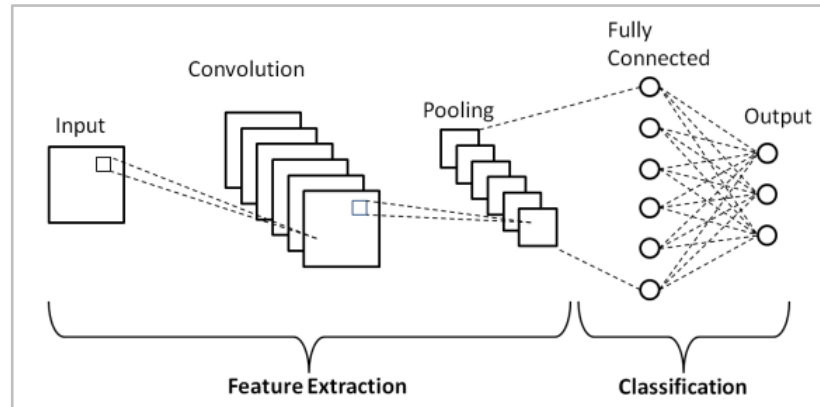 Fully
Connected
Convolution
Pooling
Input
Output
Feature Extraction
Classification